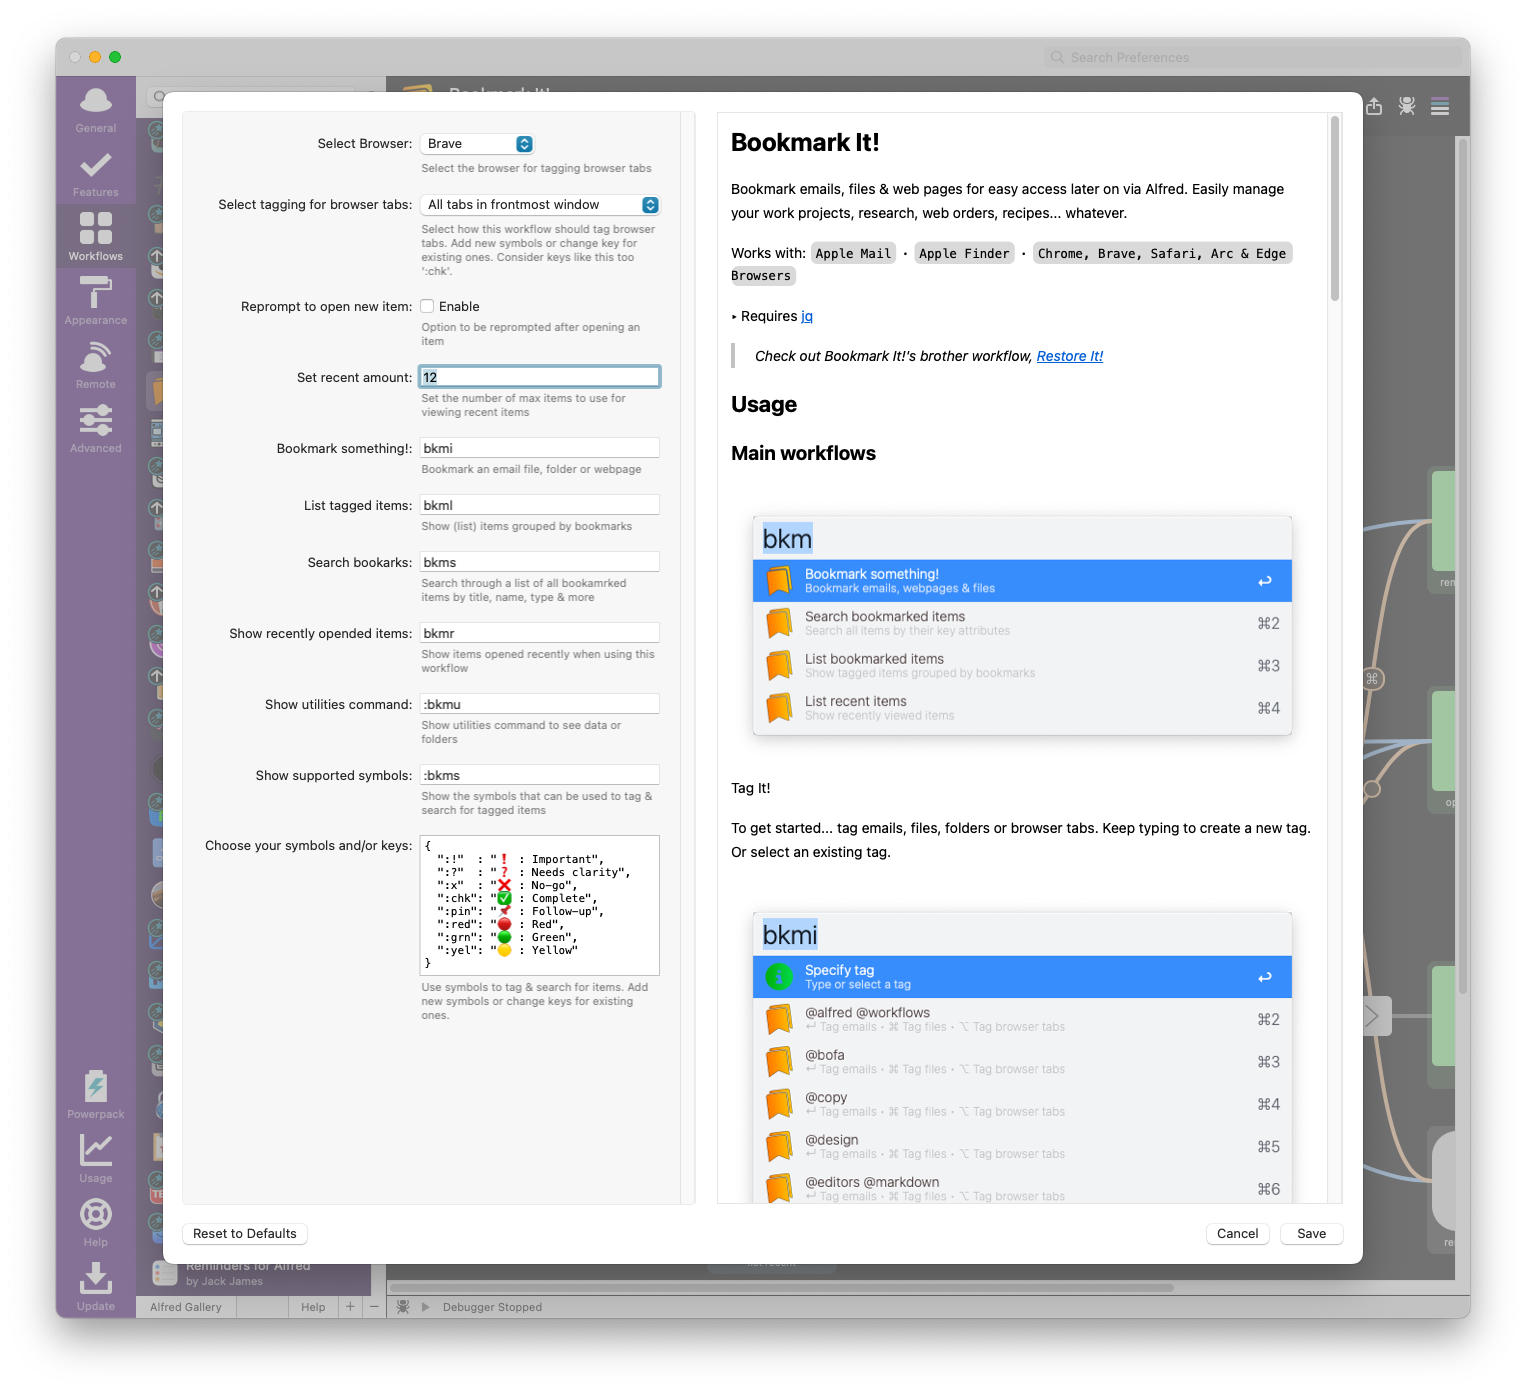 Search Preferences
General
Features
Workflows
Appearance
Remote
Advanced
Powerpack
Usage
Help
Update
Bookmark It!
Select Browser: Brave
Select the browser for tagging browser tabs
Select tagging for browser tabs: All tabs in frontmost window
Select how this workflow should tag browser
tabs. Add new symbols or change key for
existing ones. Consider keys like this too
':chk'.
Reprompt to open new item: Enable
Option to be reprompted after opening an
item
Set recent amount: 12
Set the number of max items to use for
viewing recent items
Bookmark something!: bkmi
Bookmark an email file, folder or webpage
List tagged items: bkml
Show (list) items grouped by bookmarks
Search bookarks: bkms
Search through a list of all bookamrked
items by title, name, type & more
Show recently opended items: bkmr
Show items opened recently when using this
workflow
Show utilities command: :bkmu
Show utilities command to see data or
folders
Show supported symbols: :bkms
Show the symbols that can be used to tag &
search for tagged items
Choose your symbols and/or keys: {
":!" : "❗ : Important",
":?" : "❓ : Needs clarity",
":x" : "❌ : No-go",
":chk": "✅ : Complete",
":pin": "📌 : Follow-up",
":red": "🔴 : Red",
":grn": "🟢 : Green",
":yel": "🟡 : Yellow"
}
Use symbols to tag & search for items. Add
new symbols or change keys for existing
ones.
Reset to Defaults
Bookmark It!
Bookmark emails, files & web pages for easy access later on via Alfred. Easily manage
your work projects, research, web orders, recipes... whatever.
Works with: Apple Mail • Apple Finder • Chrome, Brave, Safari, Arc & Edge
Browsers
▸ Requires jq
Check out Bookmark It!'s brother workflow, Restore It!
Usage
Main workflows
bkm
Bookmark something!
Bookmark emails, webpages & files
↩
Search bookmarked items
Search all items by their key attributes
⌘2
List bookmarked items
Show tagged items grouped by bookmarks
⌘3
List recent items
Show recently viewed items
⌘4
Tag It!
To get started... tag emails, files, folders or browser tabs. Keep typing to create a new tag.
Or select an existing tag.
bkmi
Specify tag
Type or select a tag
↩
@alfred @workflows
↩ Tag emails • ⌘ Tag files • ⌥ Tag browser tabs
⌘2
@bofa
↩ Tag emails • ⌘ Tag files • ⌥ Tag browser tabs
⌘3
@copy
↩ Tag emails • ⌘ Tag files • ⌥ Tag browser tabs
⌘4
@design
↩ Tag emails • ⌘ Tag files • ⌥ Tag browser tabs
⌘5
@editors @markdown
↩ Tag emails • ⌘ Tag files • ⌥ Tag browser tabs
⌘6
Cancel
Save
⌘
Reminders for Alfred
by Jack James
Alfred Gallery
Help
+
−
Debugger Stopped